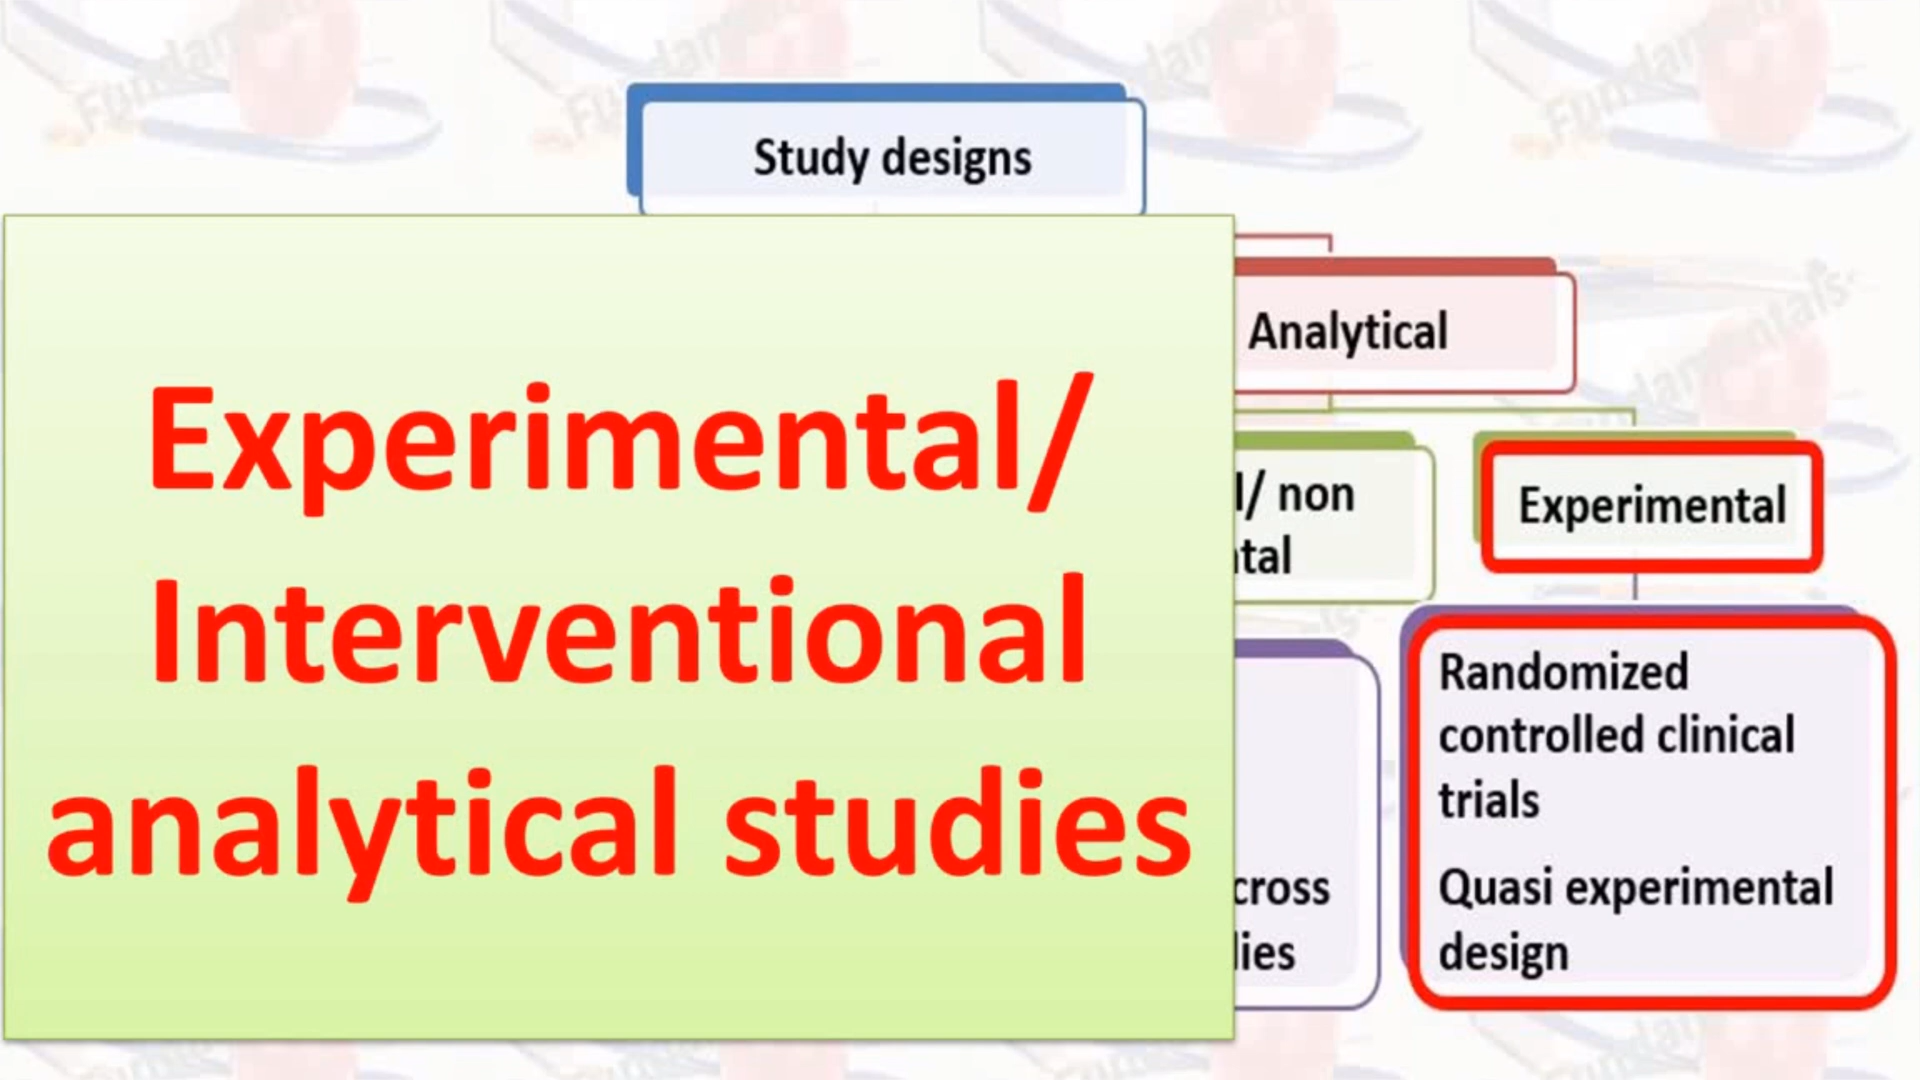 Study designs
Experimental/
Interventional
analytical studies
Analytical
l/ non
ntal
Experimental
cross
lies
Randomized
controlled clinical
trials
Quasi experimental
design
Fundamentals